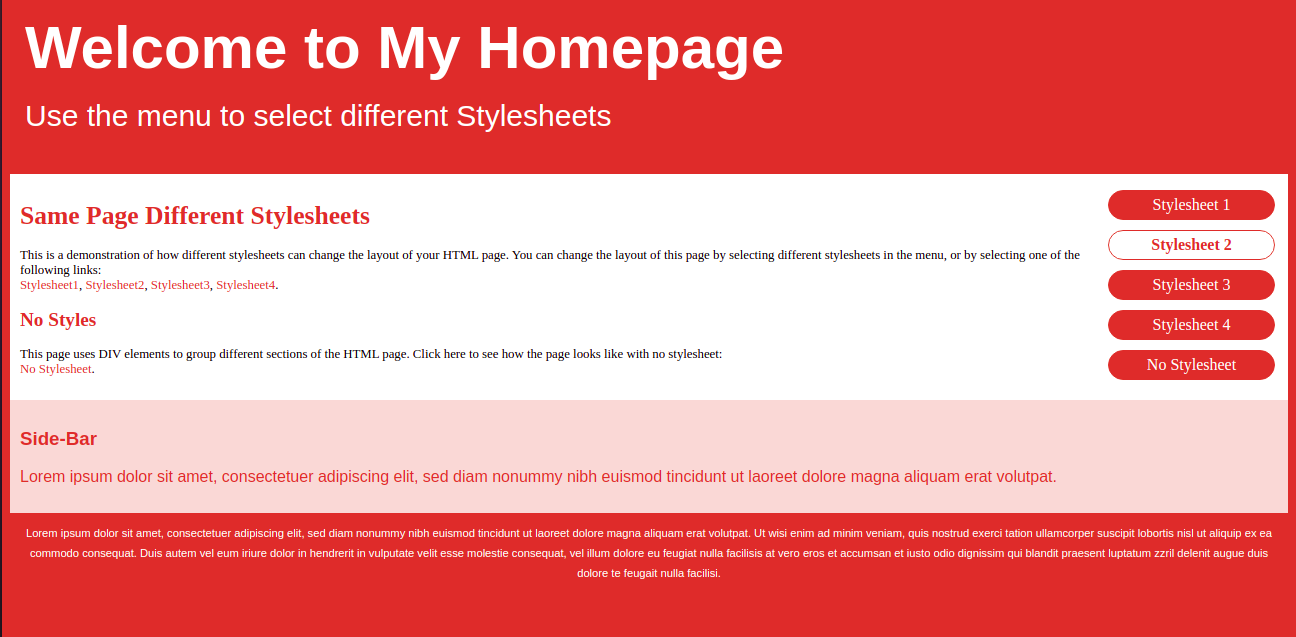 Welcome to My Homepage
Use the menu to select different Stylesheets
Same Page Different Stylesheets
This is a demonstration of how different stylesheets can change the layout of your HTML page. You can change the layout of this page by selecting different stylesheets in the menu, or by selecting one of the
following links:
Stylesheet1, Stylesheet2, Stylesheet3, Stylesheet4.
No Styles
This page uses DIV elements to group different sections of the HTML page. Click here to see how the page looks like with no stylesheet:
No Stylesheet.
Stylesheet 1
Stylesheet 2
Stylesheet 3
Stylesheet 4
No Stylesheet
Side-Bar
Lorem ipsum dolor sit amet, consectetuer adipiscing elit, sed diam nonummy nibh euismod tincidunt ut laoreet dolore magna aliquam erat volutpat.
Lorem ipsum dolor sit amet, consectetuer adipiscing elit, sed diam nonummy nibh euismod tincidunt ut laoreet dolore magna aliquam erat volutpat. Ut wisi enim ad minim veniam, quis nostrud exerci tation ullamcorper suscipit lobortis nisl ut aliquip ex ea
commodo consequat. Duis autem vel eum iriure dolor in hendrerit in vulputate velit esse molestie consequat, vel illum dolore eu feugiat nulla facilisis at vero eros et accumsan et iusto odio dignissim qui blandit praesent luptatum zzril delenit augue duis
dolore te feugait nulla facilisi.